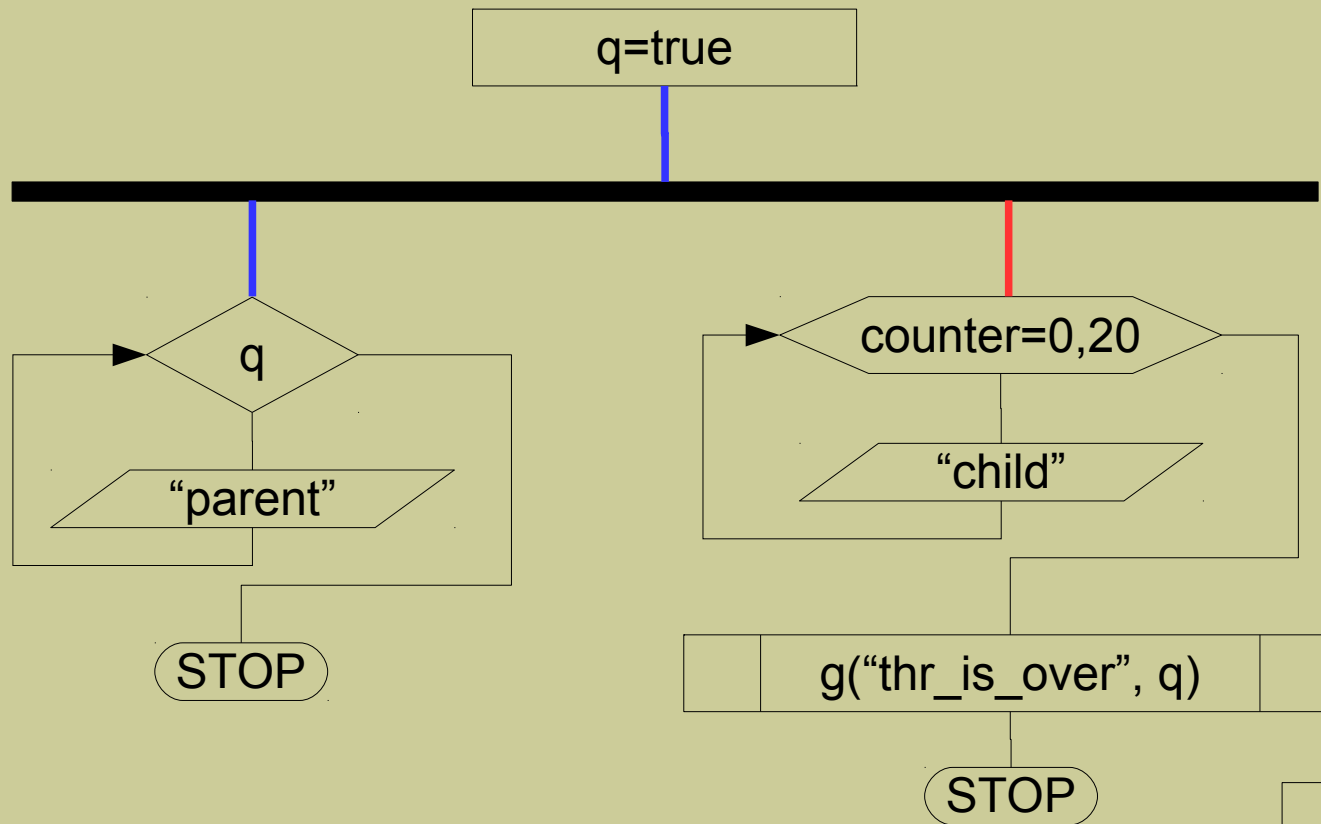 q=true
q
“parent”
STOP
counter=0,20
“child”
g(“thr_is_over”, q)
STOP